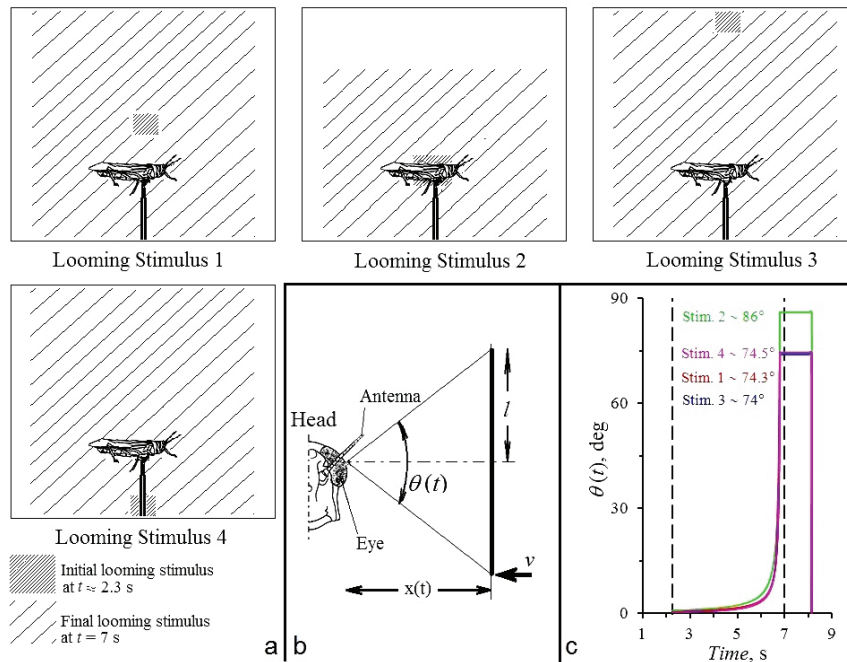 Looming Stimulus 1
Looming Stimulus 2
Looming Stimulus 3
Looming Stimulus 4
Initial looming stimulus
at t ≈ 2.3 s
Final looming stimulus
at t = 7 s
a
Antenna
Head
l
θ(t)
Eye
v
x(t)
b
90
Stim. 2 ~ 86°
Stim. 4 ~ 74.5°
Stim. 1 ~ 74.3°
Stim. 3 ~ 74°
60
θ(t), deg
30
0
1 3 5 7 9
Time, s
c